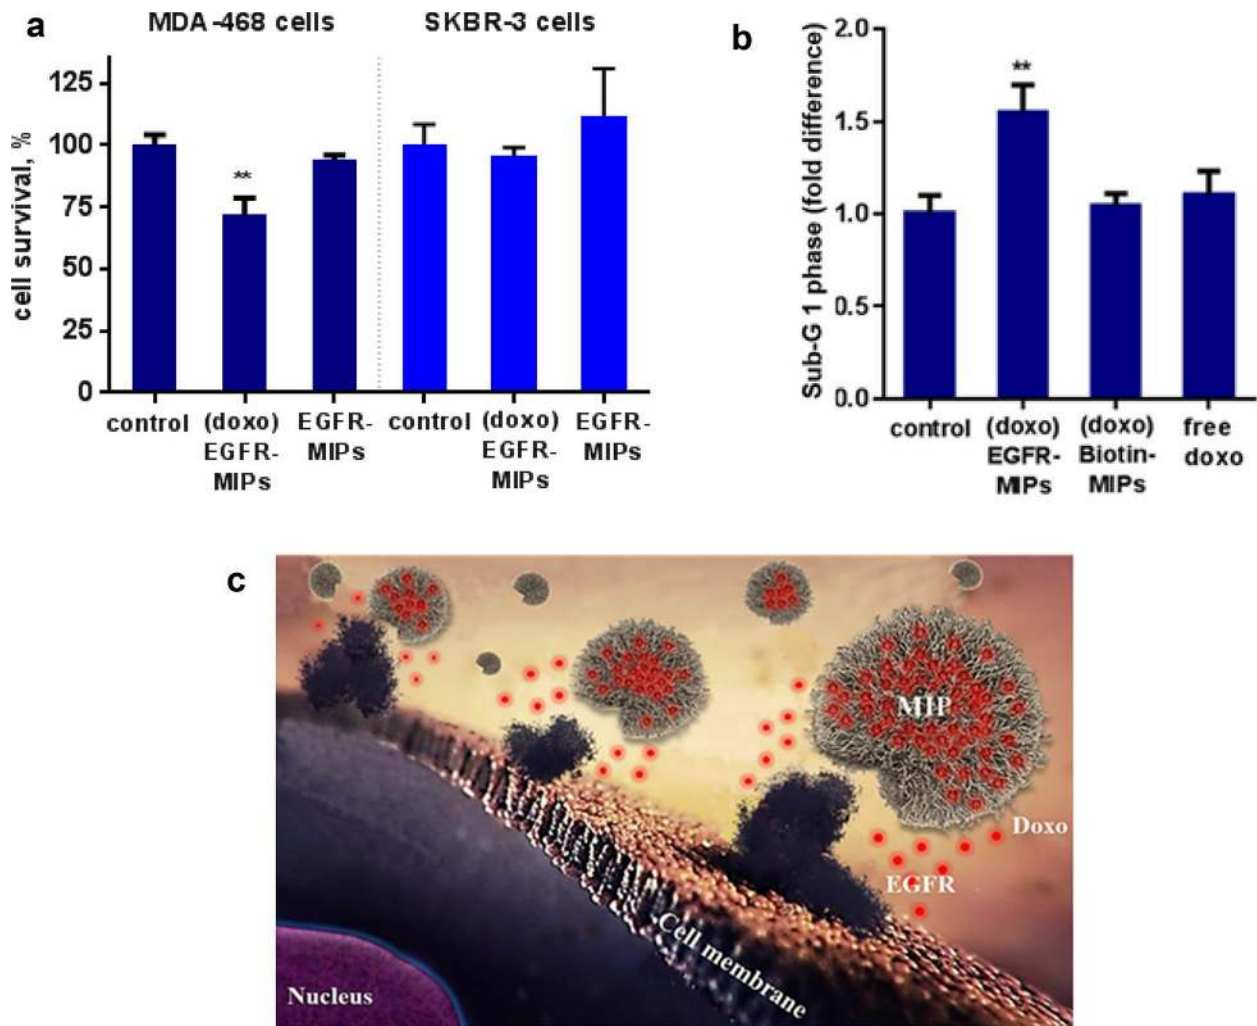 a
MDA-468 cells
SKBR-3 cells
cell survival, %
125
100
75
50
25
0
**
control
(doxo)
EGFR-
MIPs
EGFR-
MIPs
control
(doxo)
EGFR-
MIPs
EGFR-
MIPs
b
Sub-G 1 phase (fold difference)
2.0
1.5
1.0
0.5
0.0
**
control
(doxo)
EGFR-
MIPs
(doxo)
Biotin-
MIPs
free
doxo
c
MIP
Doxo
EGFR
Cell membrane
Nucleus